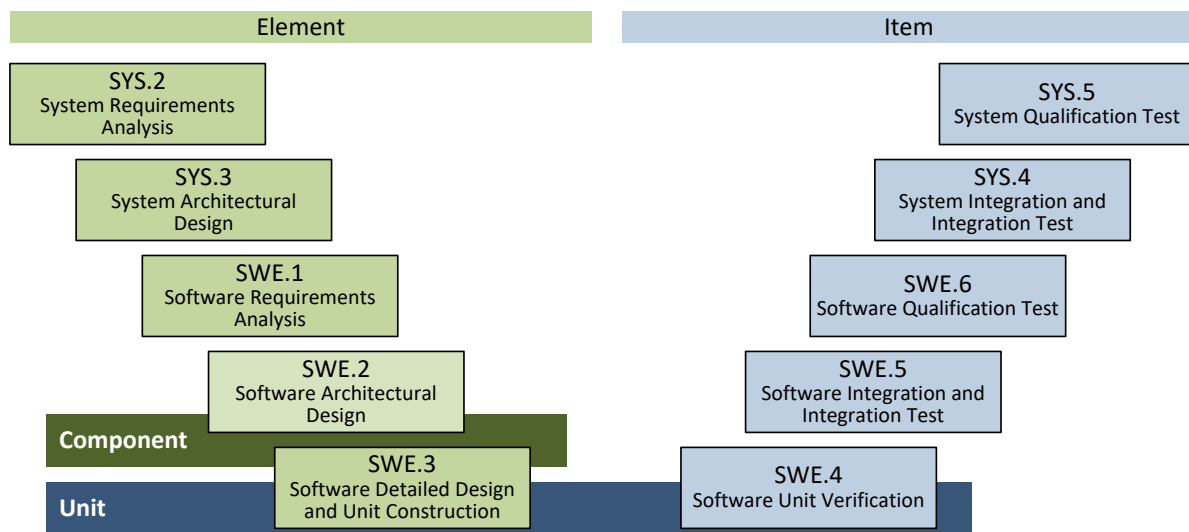 Element
Item
SYS.2
System Requirements
Analysis
SYS.5
System Qualification Test
SYS.3
System Architectural
Design
SYS.4
System Integration and
Integration Test
SWE.1
Software Requirements
Analysis
SWE.6
Software Qualification Test
SWE.2
Software Architectural
Design
SWE.5
Software Integration and
Integration Test
Component
SWE.3
Software Detailed Design
and Unit Construction
SWE.4
Software Unit Verification
Unit